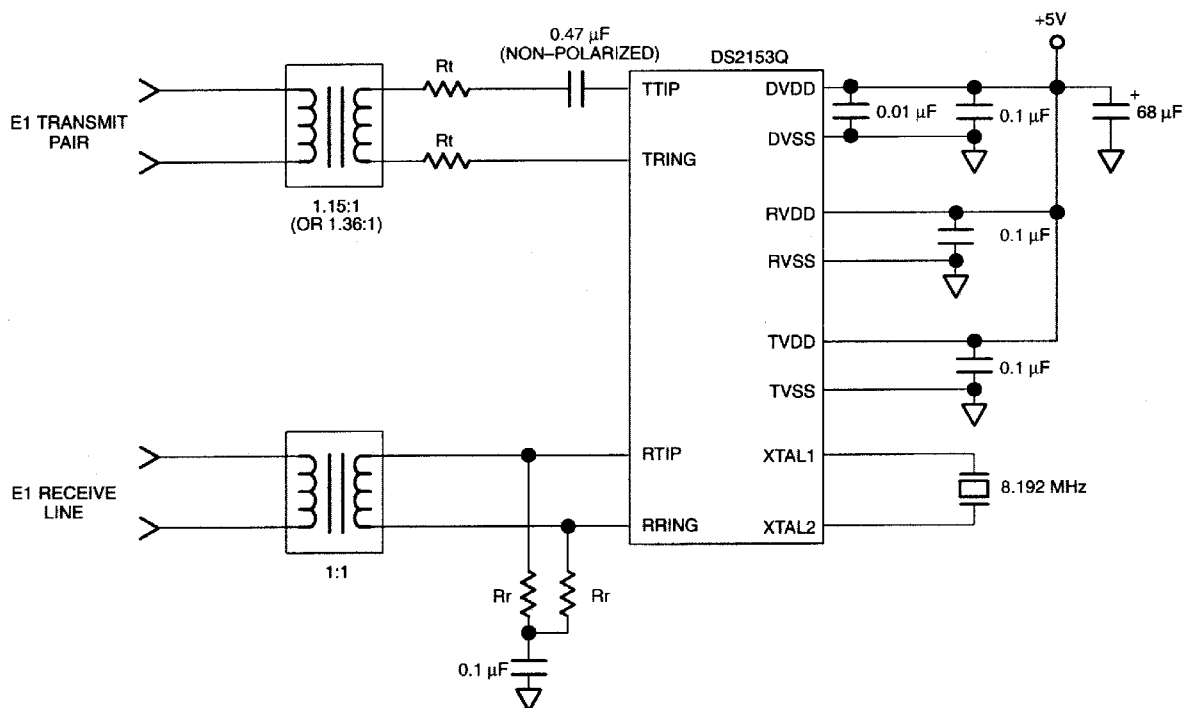 +5V
0.47 μF
(NON–POLARIZED)
DS2153Q
Rt
TTIP
DVDD
+
0.01 μF
0.1 μF
68 μF
E1 TRANSMIT
PAIR
DVSS
Rt
TRING
1.15:1
(OR 1.36:1)
RVDD
0.1 μF
RVSS
TVDD
0.1 μF
TVSS
RTIP
XTAL1
E1 RECEIVE
LINE
8.192 MHz
RRING
XTAL2
1:1
Rr
Rr
0.1 μF